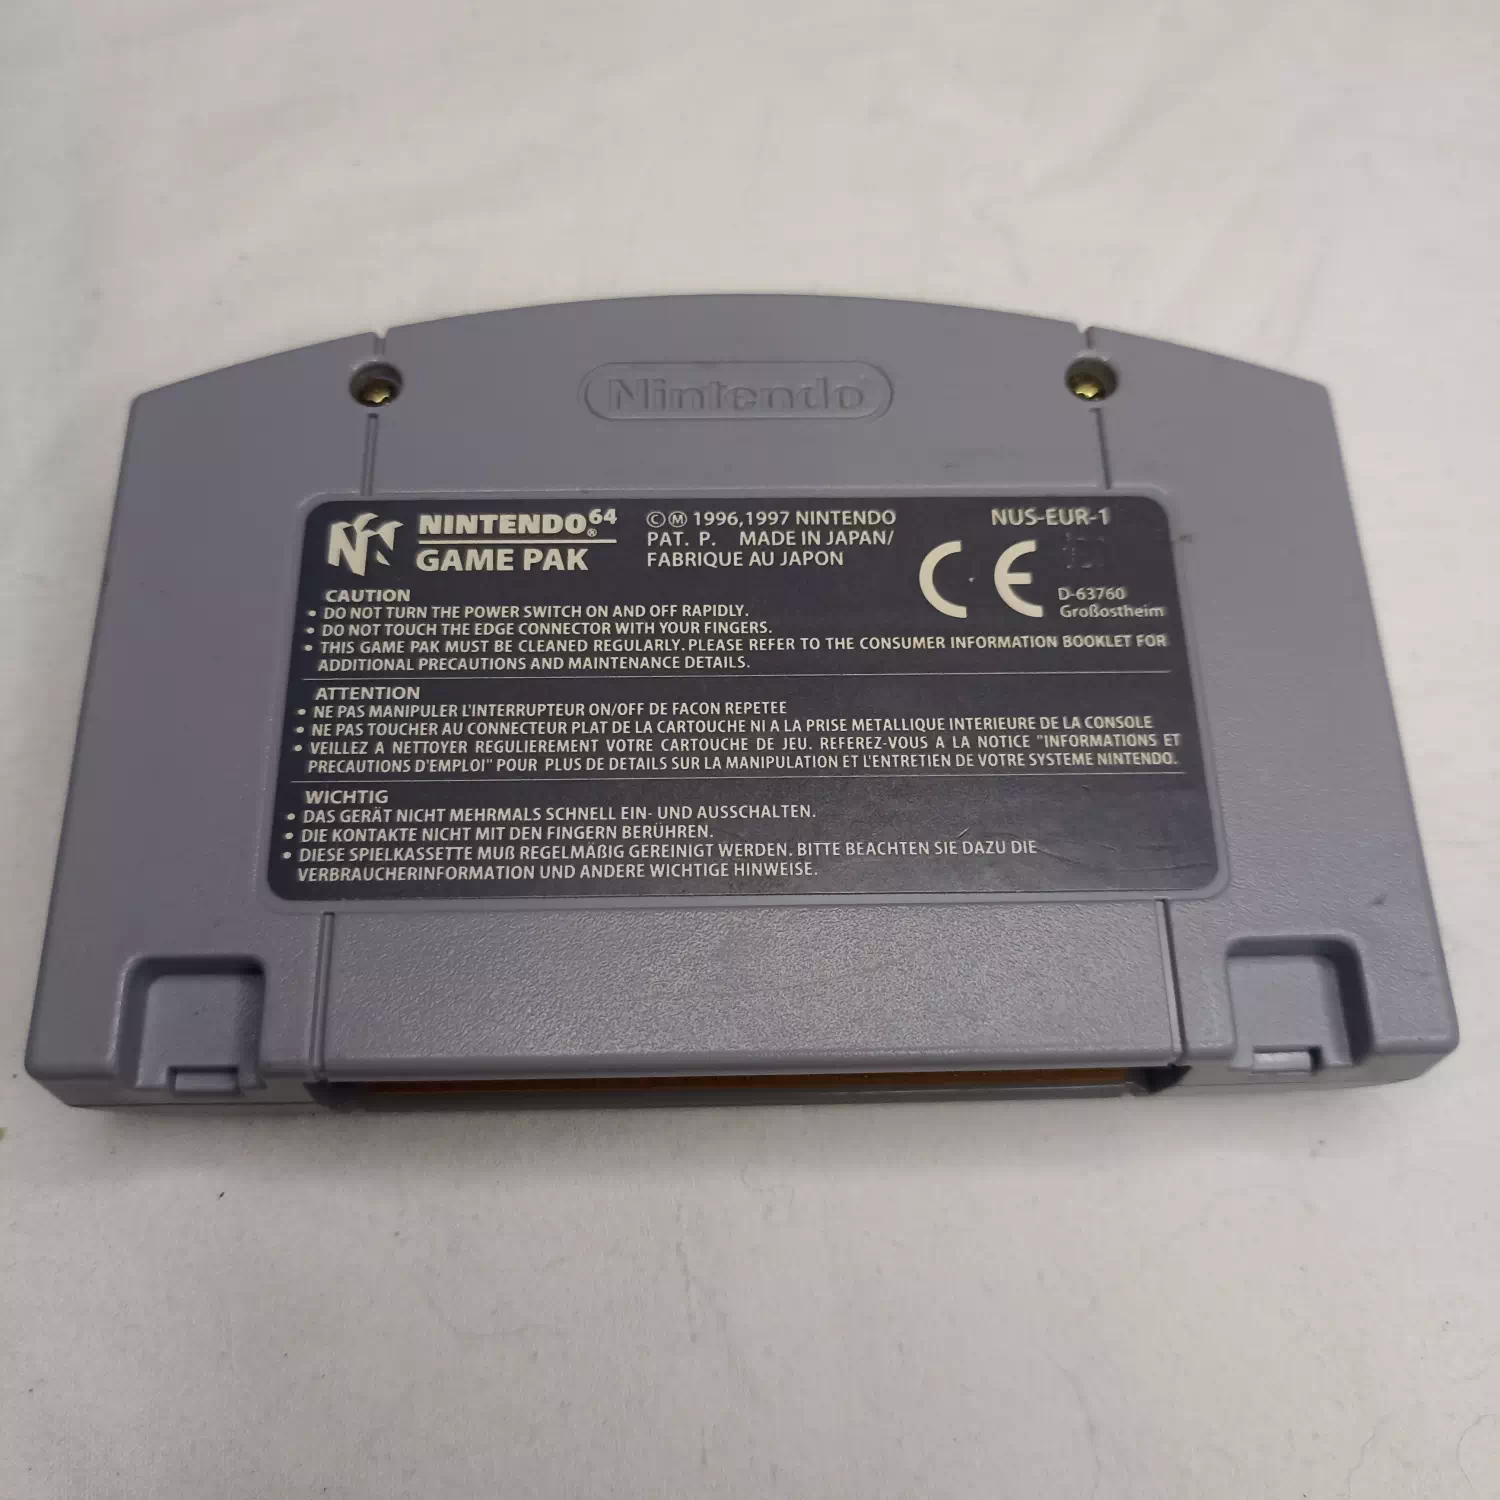 Nintendo
NINTENDO 64®
GAME PAK
©Ⓜ 1996,1997 NINTENDO
PAT. P. MADE IN JAPAN/
FABRIQUE AU JAPON
NUS-EUR-1
CE
D-63760
Großostheim
CAUTION
• DO NOT TURN THE POWER SWITCH ON AND OFF RAPIDLY.
• DO NOT TOUCH THE EDGE CONNECTOR WITH YOUR FINGERS.
• THIS GAME PAK MUST BE CLEANED REGULARLY. PLEASE REFER TO THE CONSUMER INFORMATION BOOKLET FOR
ADDITIONAL PRECAUTIONS AND MAINTENANCE DETAILS.
ATTENTION
• NE PAS MANIPULER L'INTERRUPTEUR ON/OFF DE FACON REPETEE
• NE PAS TOUCHER AU CONNECTEUR PLAT DE LA CARTOUCHE NI A LA PRISE METALLIQUE INTERIEURE DE LA CONSOLE
• VEILLEZ A NETTOYER REGULIEREMENT VOTRE CARTOUCHE DE JEU. REFEREZ-VOUS A LA NOTICE "INFORMATIONS ET
PRECAUTIONS D'EMPLOI" POUR PLUS DE DETAILS SUR LA MANIPULATION ET L'ENTRETIEN DE VOTRE SYSTEME NINTENDO.
WICHTIG
• DAS GERÄT NICHT MEHRMALS SCHNELL EIN- UND AUSSCHALTEN.
• DIE KONTAKTE NICHT MIT DEN FINGERN BERÜHREN.
• DIESE SPIELKASSETTE MUß REGELMÄßIG GEREINIGT WERDEN. BITTE BEACHTEN SIE DAZU DIE
VERBRAUCHERINFORMATION UND ANDERE WICHTIGE HINWEISE.